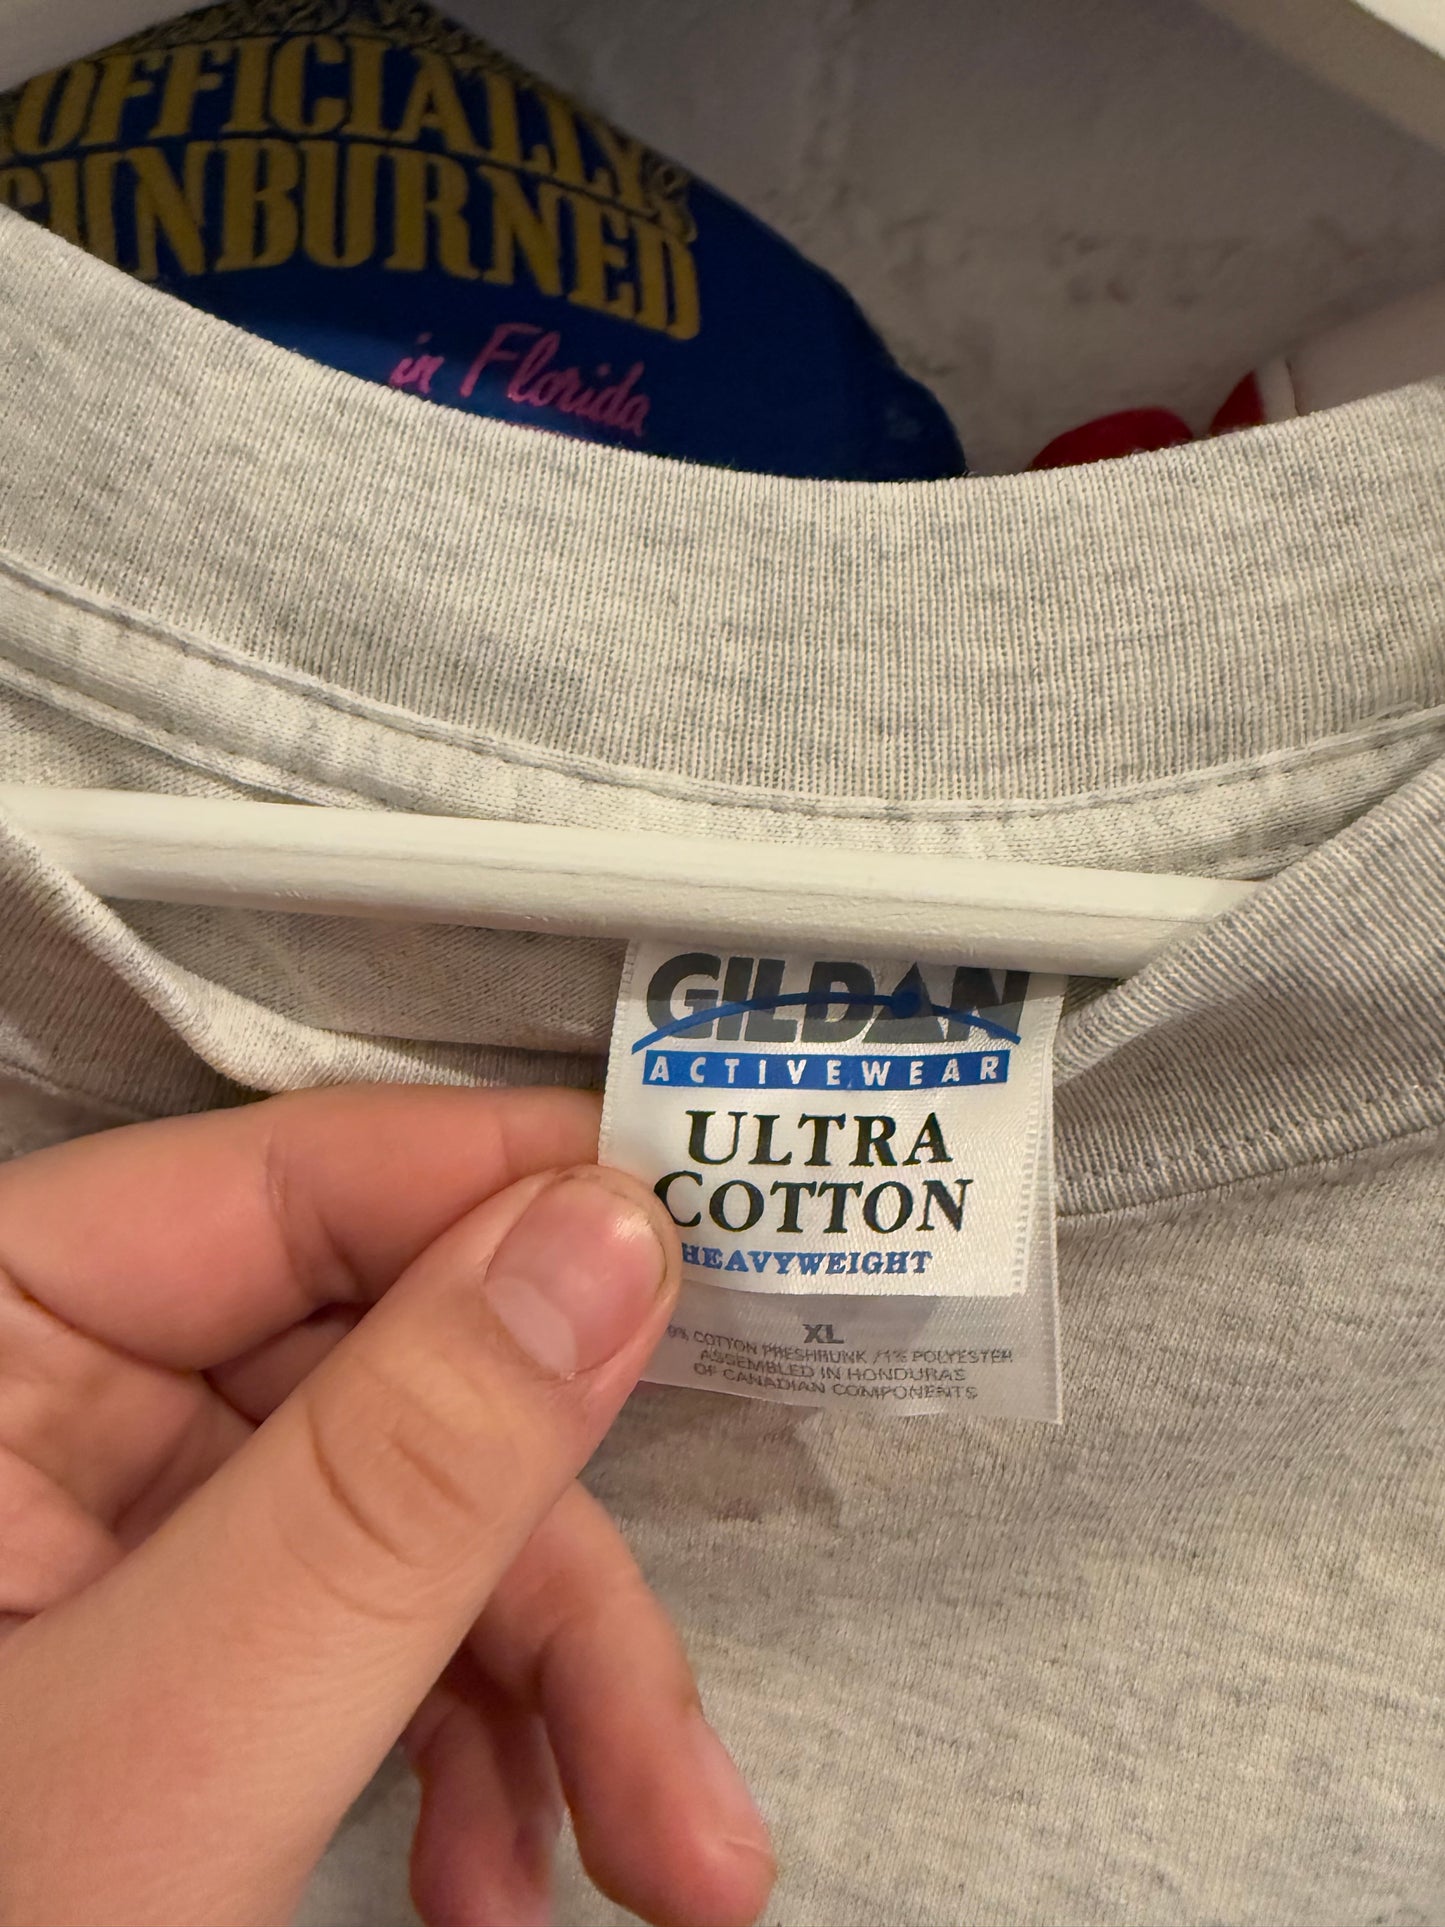 OFFICIALLY
SUNBURNED
in Florida
GILDAN
ACTIVEWEAR
ULTRA
COTTON
HEAVYWEIGHT
XL
9% COTTON PRESHRUNK /1% POLYESTER
ASSEMBLED IN HONDURAS
OF CANADIAN COMPONENTS